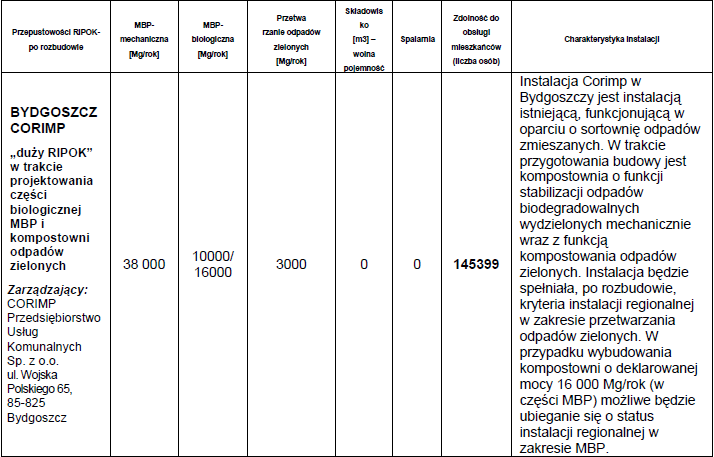 Przepustowości RIPOK-
po rozbudowie
MBP-
mechaniczna
[Mg/rok]
MBP-
biologiczna
[Mg/rok]
Przetwa
rzanie odpadów
zielonych
[Mg/rok]
Składowis
ko
[m3] –
wolna
pojemność
Spalarnia
Zdolność do
obsługi
mieszkańców
(liczba osób)
Charakterystyka instalacji
BYDGOSZCZ
CORIMP
„duży RIPOK”
w trakcie
projektowania
części
biologicznej
MBP i
kompostowni
odpadów
zielonych
Zarządzający:
CORIMP
Przedsiębiorstwo
Usług
Komunalnych
Sp. z o.o.
ul. Wojska
Polskiego 65,
85-825
Bydgoszcz
38 000
10000/
16000
3000
0
0
145399
Instalacja Corimp w
Bydgoszczy jest instalacją
istniejącą, funkcjonującą w
oparciu o sortownię odpadów
zmieszanych. W trakcie
przygotowania budowy jest
kompostownia o funkcji
stabilizacji odpadów
biodegradowalnych
wydzielonych mechanicznie
wraz z funkcją
kompostowania odpadów
zielonych. Instalacja będzie
spełniała, po rozbudowie,
kryteria instalacji regionalnej
w zakresie przetwarzania
odpadów zielonych. W
przypadku wybudowania
kompostowni o deklarowanej
mocy 16 000 Mg/rok (w
części MBP) możliwe będzie
ubieganie się o status
instalacji regionalnej w
zakresie MBP.